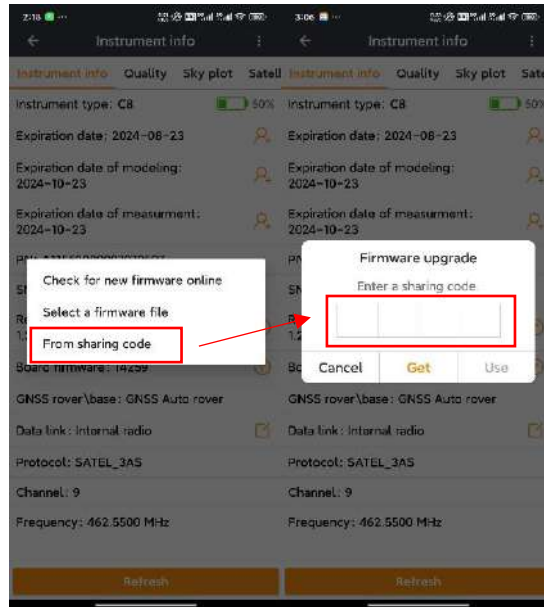 2:18
Instrument info
Instrument info Quality Sky plot Satell
Instrument type: C8 50%
Expiration date: 2024-08-23
Expiration date of modeling:
2024-10-23
Expiration date of measurment:
2024-10-23
Check for new firmware online
Select a firmware file
From sharing code
Board firmware: 14259
GNSS rover\base: GNSS Auto rover
Data link: Internal radio
Protocol: SATEL_3AS
Channel: 9
Frequency: 462.5500 MHz
Refresh
3:06
Instrument info
Instrument info Quality Sky plot Sate
Instrument type: C8 50%
Expiration date: 2024-08-23
Expiration date of modeling:
2024-10-23
Expiration date of measurment:
2024-10-23
Firmware upgrade
Enter a sharing code
Cancel Get Use
GNSS rover\base: GNSS Auto rover
Data link: Internal radio
Protocol: SATEL_3AS
Channel: 9
Frequency: 462.5500 MHz
Refresh